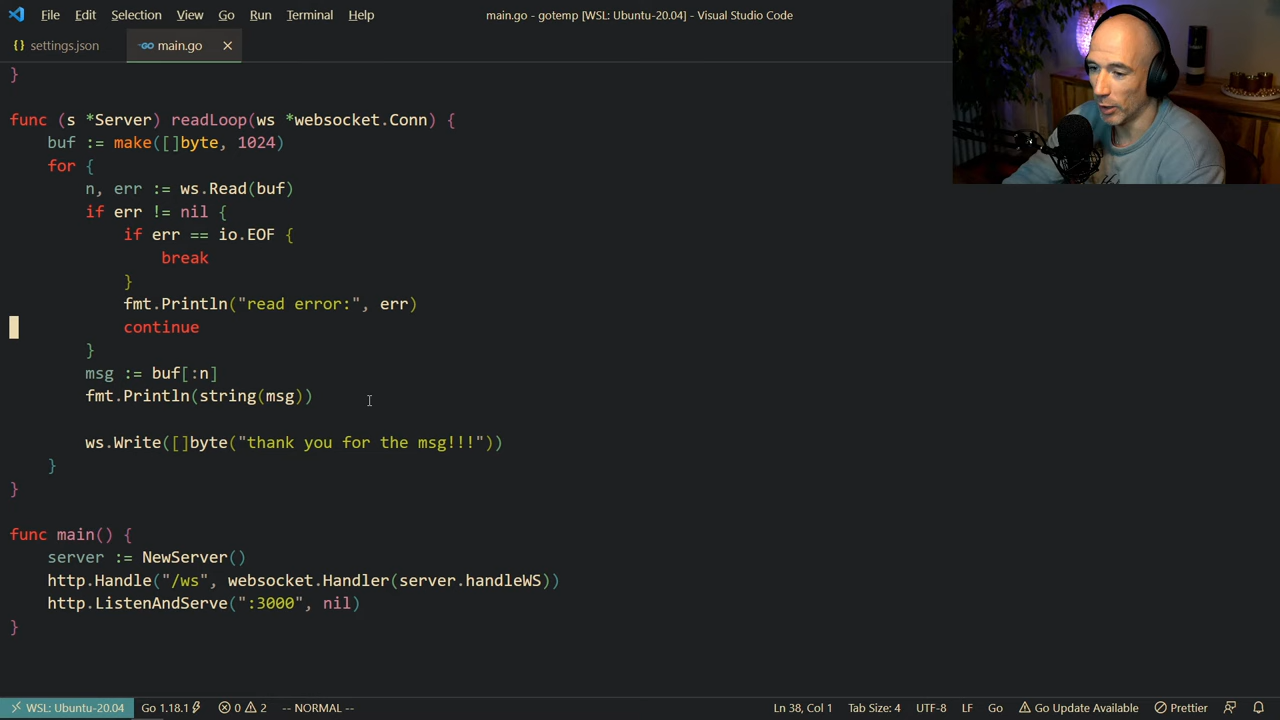 File Edit Selection View Go Run Terminal Help main.go - gotemp [WSL: Ubuntu-20.04] - Visual Studio Code
{} settings.json main.go ×
}
func (s *Server) readLoop(ws *websocket.Conn) {
buf := make([]byte, 1024)
for {
n, err := ws.Read(buf)
if err != nil {
if err == io.EOF {
break
}
fmt.Println("read error:", err)
continue
}
msg := buf[:n]
fmt.Println(string(msg))
ws.Write([]byte("thank you for the msg!!!"))
}
}
func main() {
server := NewServer()
http.Handle("/ws", websocket.Handler(server.handleWS))
http.ListenAndServe(":3000", nil)
}
WSL: Ubuntu-20.04 Go 1.18.1 0 2 -- NORMAL -- Ln 38, Col 1 Tab Size: 4 UTF-8 LF Go Go Update Available Prettier